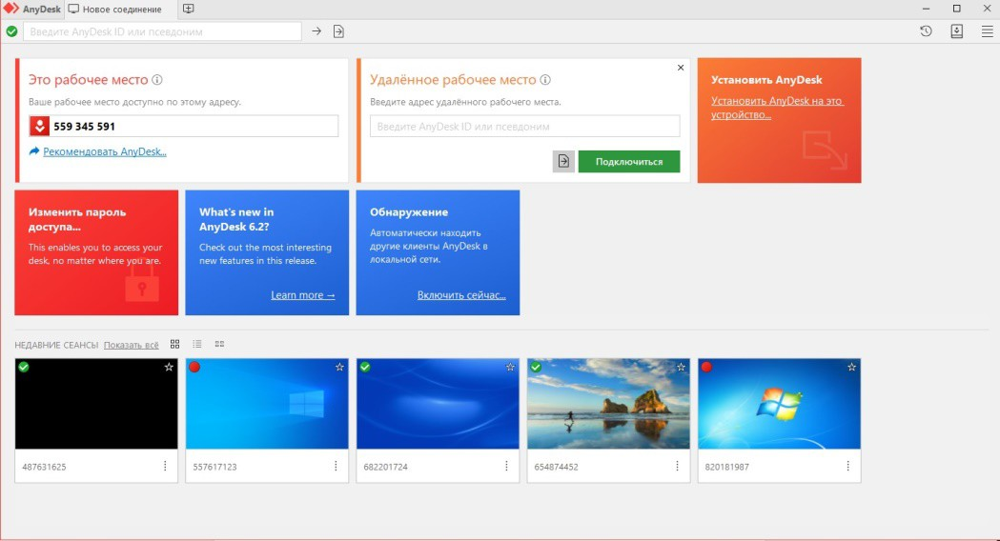 AnyDesk
Новое соединение
Введите AnyDesk ID или псевдоним
Это рабочее место
Ваше рабочее место доступно по этому адресу.
559 345 591
Рекомендовать AnyDesk...
Удалённое рабочее место
Введите адрес удалённого рабочего места.
Введите AnyDesk ID или псевдоним
Подключиться
Установить AnyDesk
Установить AnyDesk на это
устройство...
Изменить пароль
доступа...
This enables you to access your
desk, no matter where you are.
What's new in
AnyDesk 6.2?
Check out the most interesting
new features in this release.
Learn more →
Обнаружение
Автоматически находить
другие клиенты AnyDesk в
локальной сети.
Включить сейчас...
НЕДАВНИЕ СЕАНСЫ Показать всё
487631625
557617123
682201724
654874452
820181987